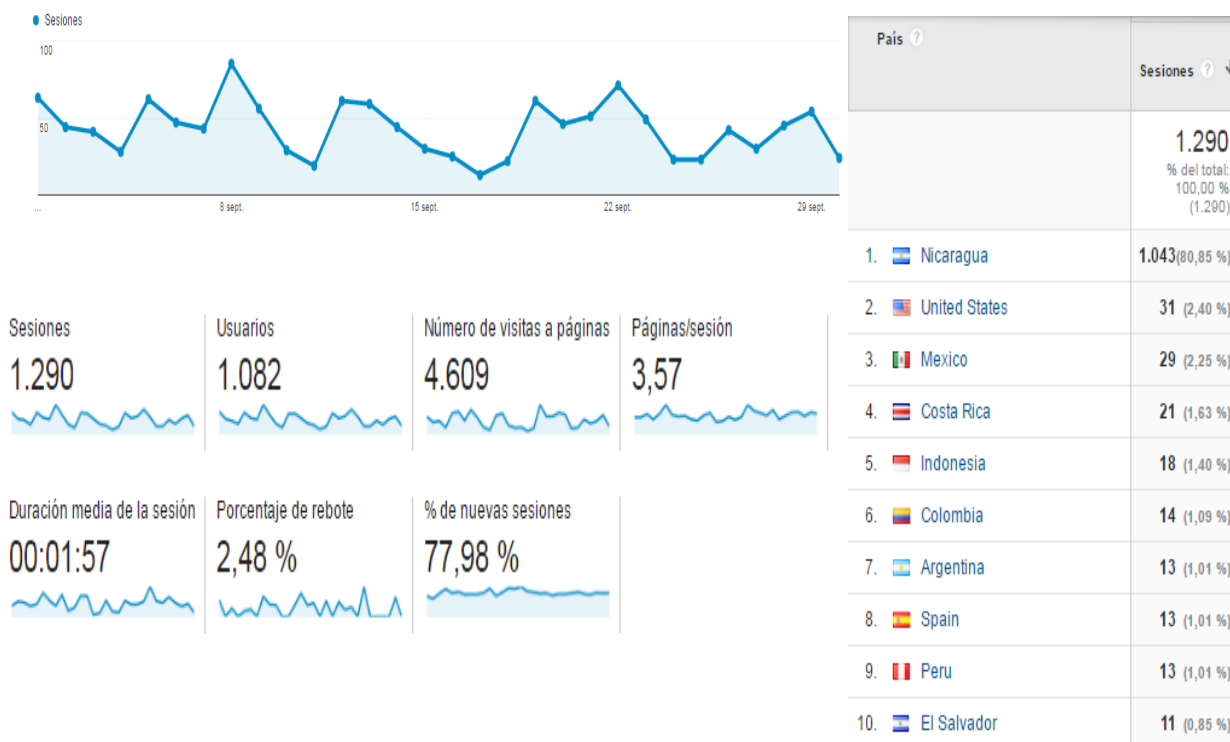 Sesiones
100
50
...
8 sept.
15 sept.
22 sept.
29 sept.
Sesiones
1.290
Usuarios
1.082
Número de visitas a páginas
4.609
Páginas/sesión
3,57
Duración media de la sesión
00:01:57
Porcentaje de rebote
2,48 %
% de nuevas sesiones
77,98 %
País ?
Sesiones ?
1.290
% del total:
100,00 %
(1.290)
1. Nicaragua 1.043(80,85 %)
2. United States 31 (2,40 %)
3. Mexico 29 (2,25 %)
4. Costa Rica 21 (1,63 %)
5. Indonesia 18 (1,40 %)
6. Colombia 14 (1,09 %)
7. Argentina 13 (1,01 %)
8. Spain 13 (1,01 %)
9. Peru 13 (1,01 %)
10. El Salvador 11 (0,85 %)